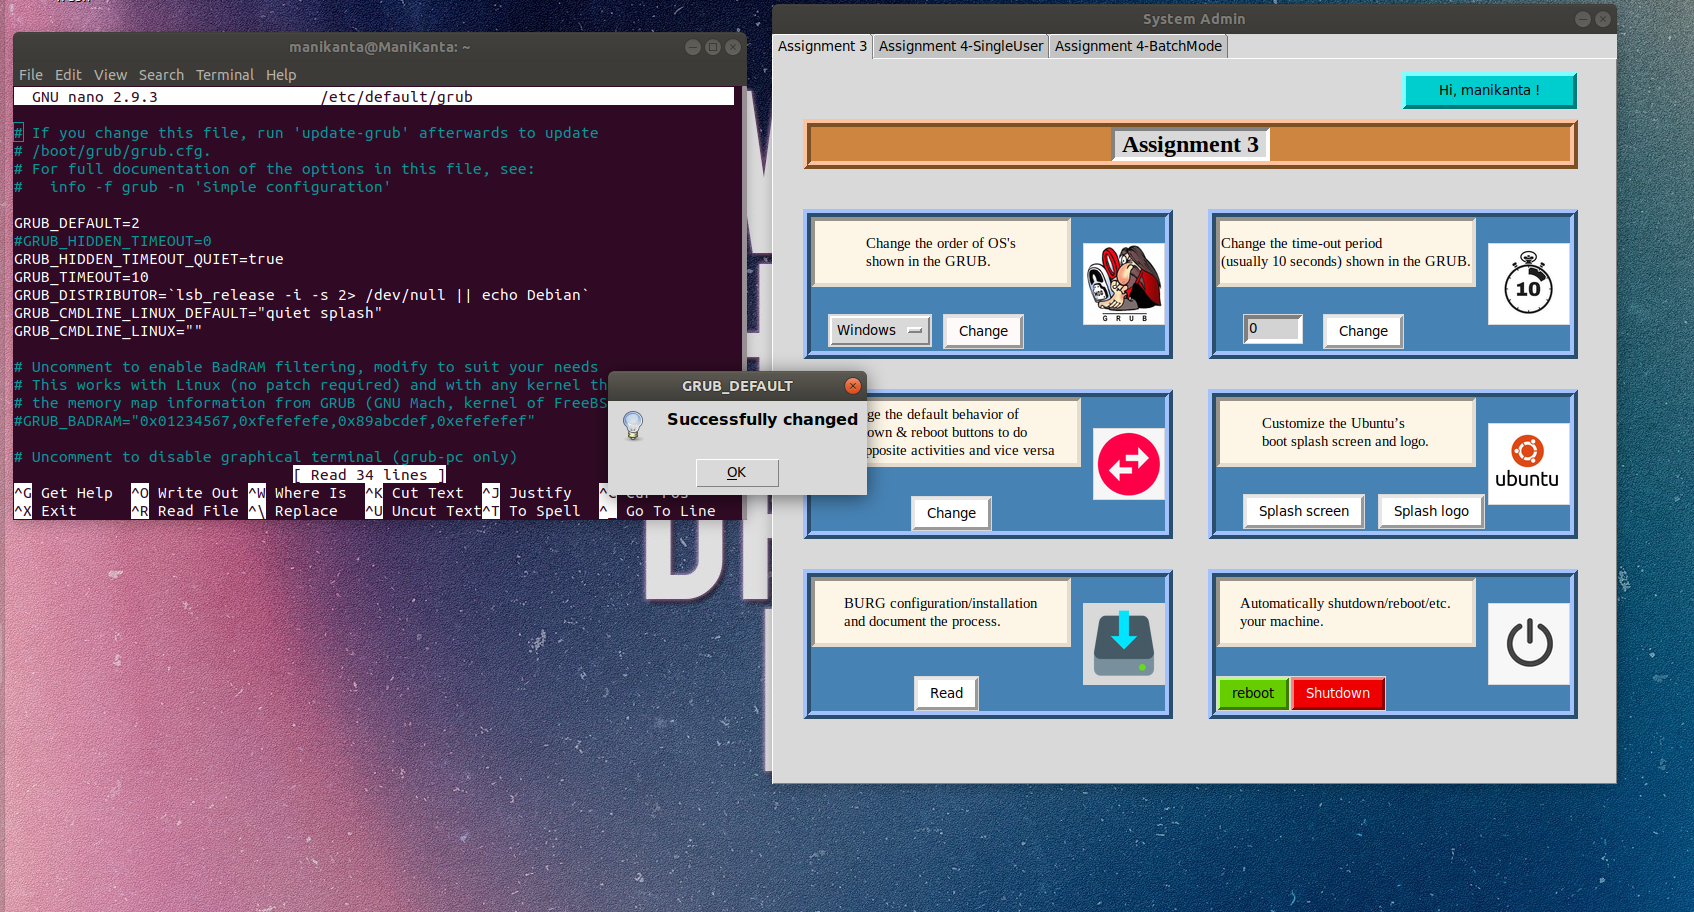 manikanta@ManiKanta: ~
File Edit View Search Terminal Help
GNU nano 2.9.3 /etc/default/grub
# If you change this file, run 'update-grub' afterwards to update
# /boot/grub/grub.cfg.
# For full documentation of the options in this file, see:
#   info -f grub -n 'Simple configuration'
GRUB_DEFAULT=2
#GRUB_HIDDEN_TIMEOUT=0
GRUB_HIDDEN_TIMEOUT_QUIET=true
GRUB_TIMEOUT=10
GRUB_DISTRIBUTOR=`lsb_release -i -s 2> /dev/null || echo Debian`
GRUB_CMDLINE_LINUX_DEFAULT="quiet splash"
GRUB_CMDLINE_LINUX=""
# Uncomment to enable BadRAM filtering, modify to suit your needs
# This works with Linux (no patch required) and with any kernel th
# the memory map information from GRUB (GNU Mach, kernel of FreeBS
#GRUB_BADRAM="0x01234567,0xfefefefe,0x89abcdef,0xefefefef"
# Uncomment to disable graphical terminal (grub-pc only)
[ Read 34 lines ]
^G Get Help ^O Write Out ^W Where Is ^K Cut Text ^J Justify
^X Exit ^R Read File ^\ Replace ^U Uncut Text ^T To Spell ^_ Go To Line
GRUB_DEFAULT
Successfully changed
OK
System Admin
Assignment 3 Assignment 4-SingleUser Assignment 4-BatchMode
Hi, manikanta !
Assignment 3
Change the order of OS's
shown in the GRUB.
GRUB
Windows Change
Change the time-out period
(usually 10 seconds) shown in the GRUB.
10
0 Change
ge the default behavior of
own & reboot buttons to do
pposite activities and vice versa
Change
Customize the Ubuntu's
boot splash screen and logo.
ubuntu
Splash screen Splash logo
BURG configuration/installation
and document the process.
Read
Automatically shutdown/reboot/etc.
your machine.
reboot Shutdown